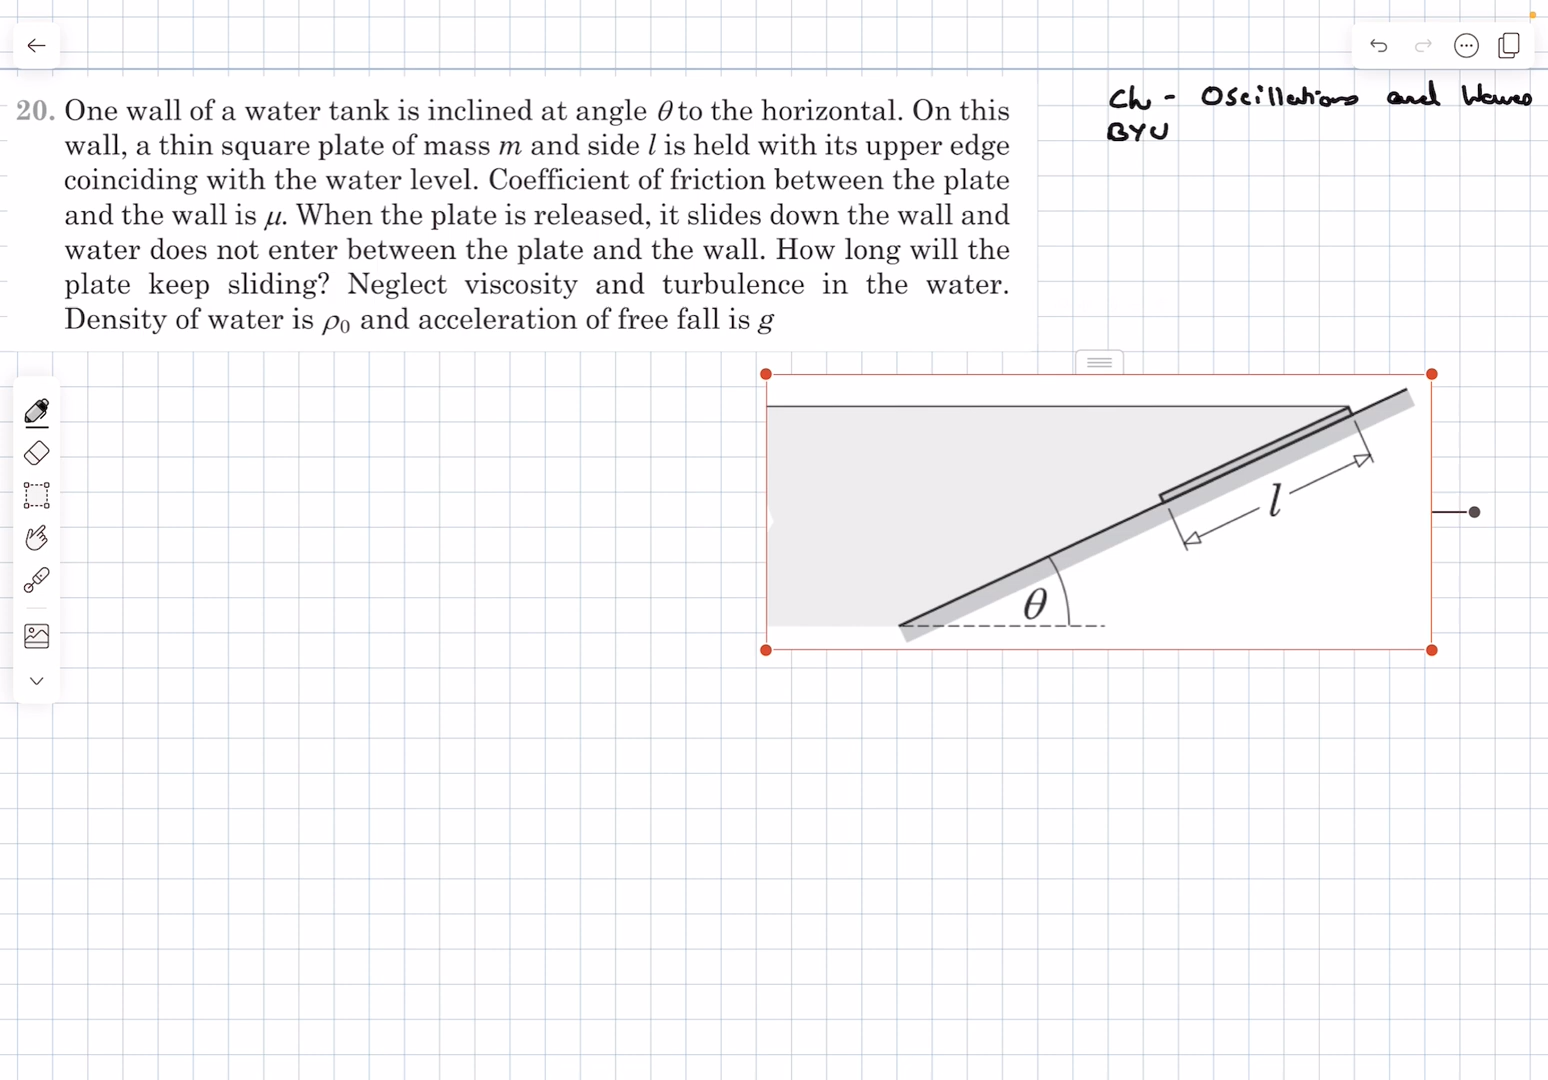 20. One wall of a water tank is inclined at angle θ to the horizontal. On this
wall, a thin square plate of mass m and side l is held with its upper edge
coinciding with the water level. Coefficient of friction between the plate
and the wall is μ. When the plate is released, it slides down the wall and
water does not enter between the plate and the wall. How long will the
plate keep sliding? Neglect viscosity and turbulence in the water.
Density of water is ρ0 and acceleration of free fall is g
Ch - Oscillations and Waves
BYU
l
θ